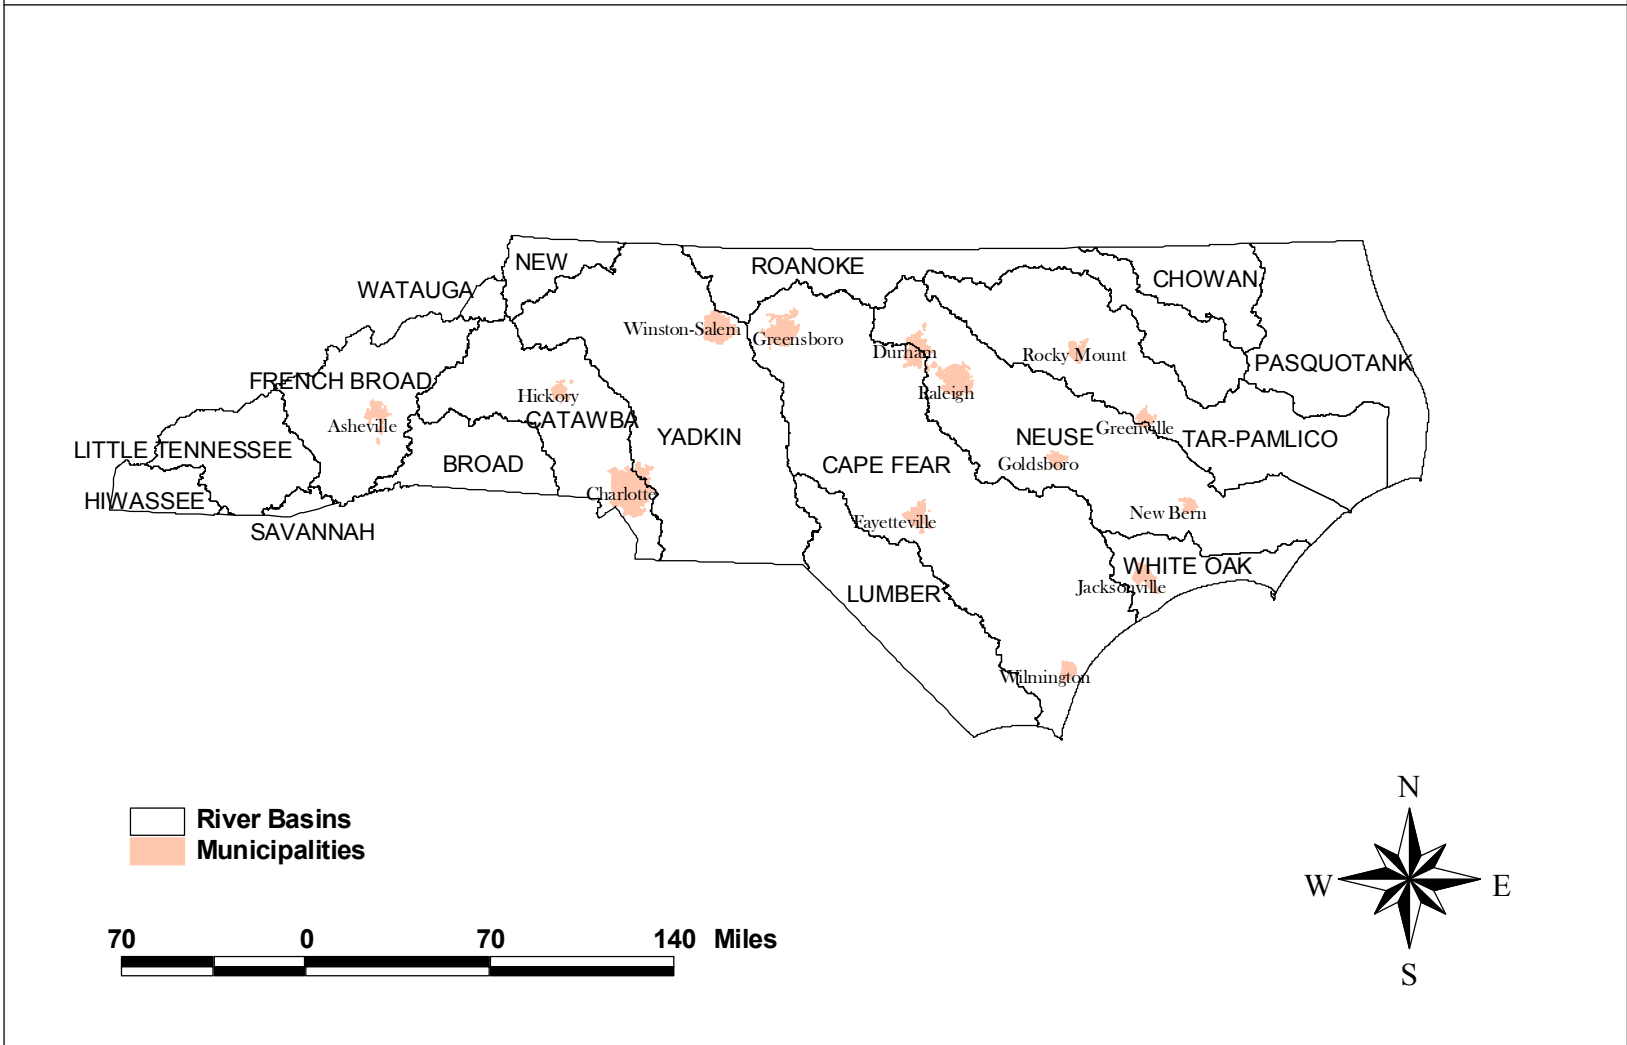 NEW
ROANOKE
CHOWAN
WATAUGA
Winston-Salem
Greensboro
Durham
Rocky Mount
PASQUOTANK
FRENCH BROAD
Hickory
Raleigh
Asheville
CATAWBA
YADKIN
NEUSE
Greenville
TAR-PAMLICO
LITTLE TENNESSEE
BROAD
CAPE FEAR
Goldsboro
HIWASSEE
Charlotte
New Bern
SAVANNAH
Fayetteville
WHITE OAK
Jacksonville
LUMBER
Wilmington
River Basins
Municipalities
70 0 70 140 Miles
N
W E
S